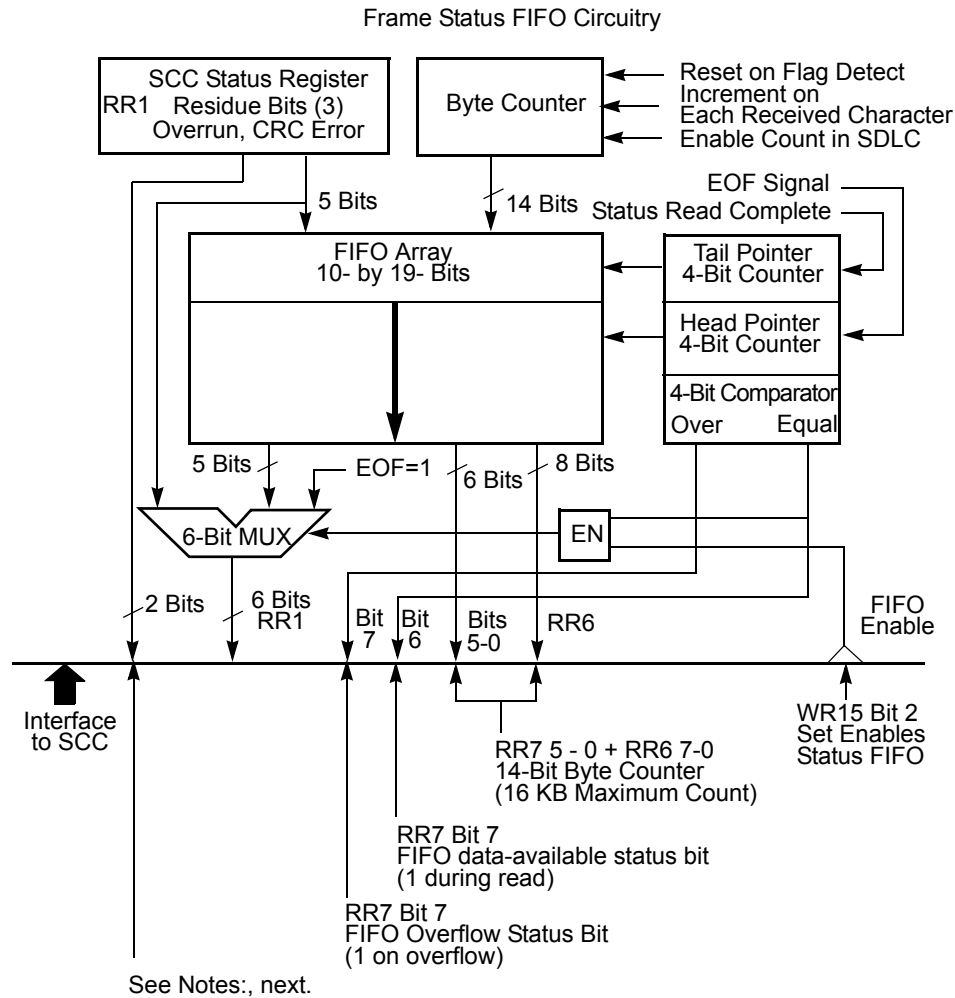 Frame Status FIFO Circuitry
SCC Status Register
RR1
Residue Bits (3)
Overrun, CRC Error
Byte Counter
Reset on Flag Detect
Increment on
Each Received Character
Enable Count in SDLC
EOF Signal
Status Read Complete
5 Bits
14 Bits
FIFO Array
10- by 19- Bits
Tail Pointer
4-Bit Counter
Head Pointer
4-Bit Counter
4-Bit Comparator
Over
Equal
5 Bits
EOF=1
6 Bits
8 Bits
6-Bit MUX
EN
2 Bits
6 Bits
RR1
Bit
7
Bit
6
Bits
5-0
RR6
FIFO
Enable
Interface
to SCC
WR15 Bit 2
Set Enables
Status FIFO
RR7 5 - 0 + RR6 7-0
14-Bit Byte Counter
(16 KB Maximum Count)
RR7 Bit 7
FIFO data-available status bit
(1 during read)
RR7 Bit 7
FIFO Overflow Status Bit
(1 on overflow)
See Notes:, next.